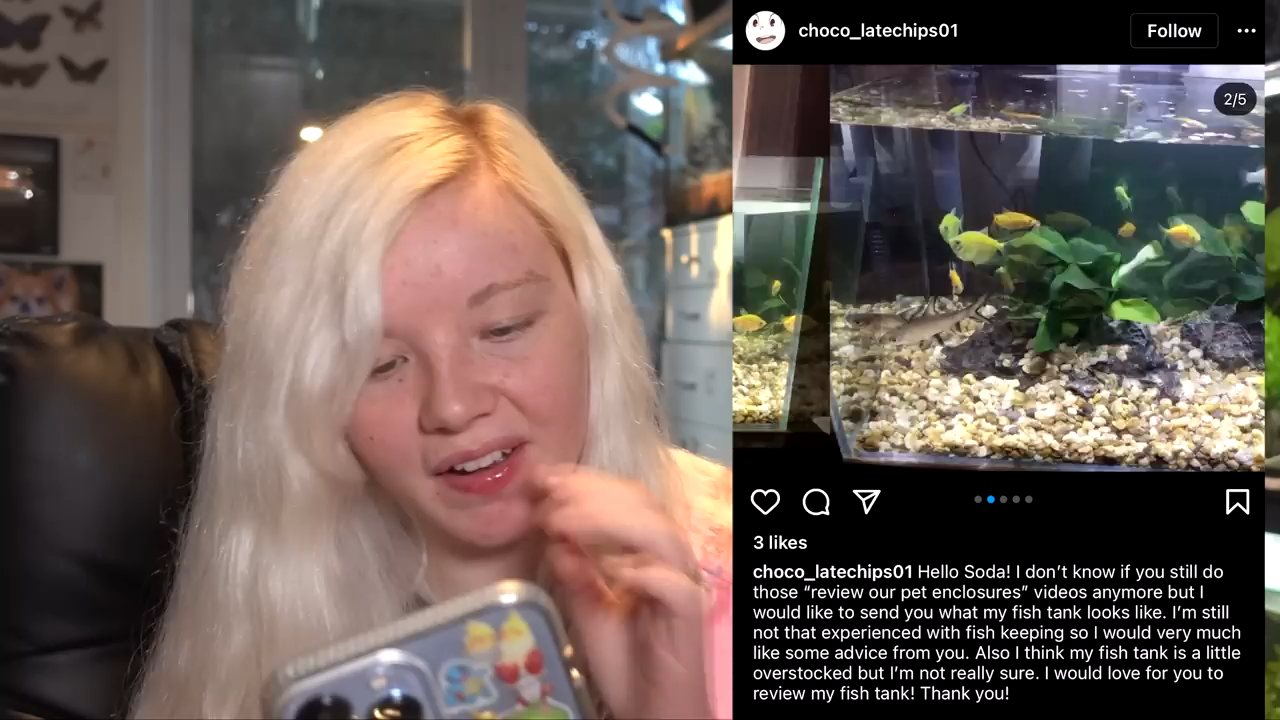 choco_latechips01
Follow
2/5
3 likes
choco_latechips01 Hello Soda! I don’t know if you still do
those “review our pet enclosures” videos anymore but I
would like to send you what my fish tank looks like. I’m still
not that experienced with fish keeping so I would very much
like some advice from you. Also I think my fish tank is a little
overstocked but I’m not really sure. I would love for you to
review my fish tank! Thank you!